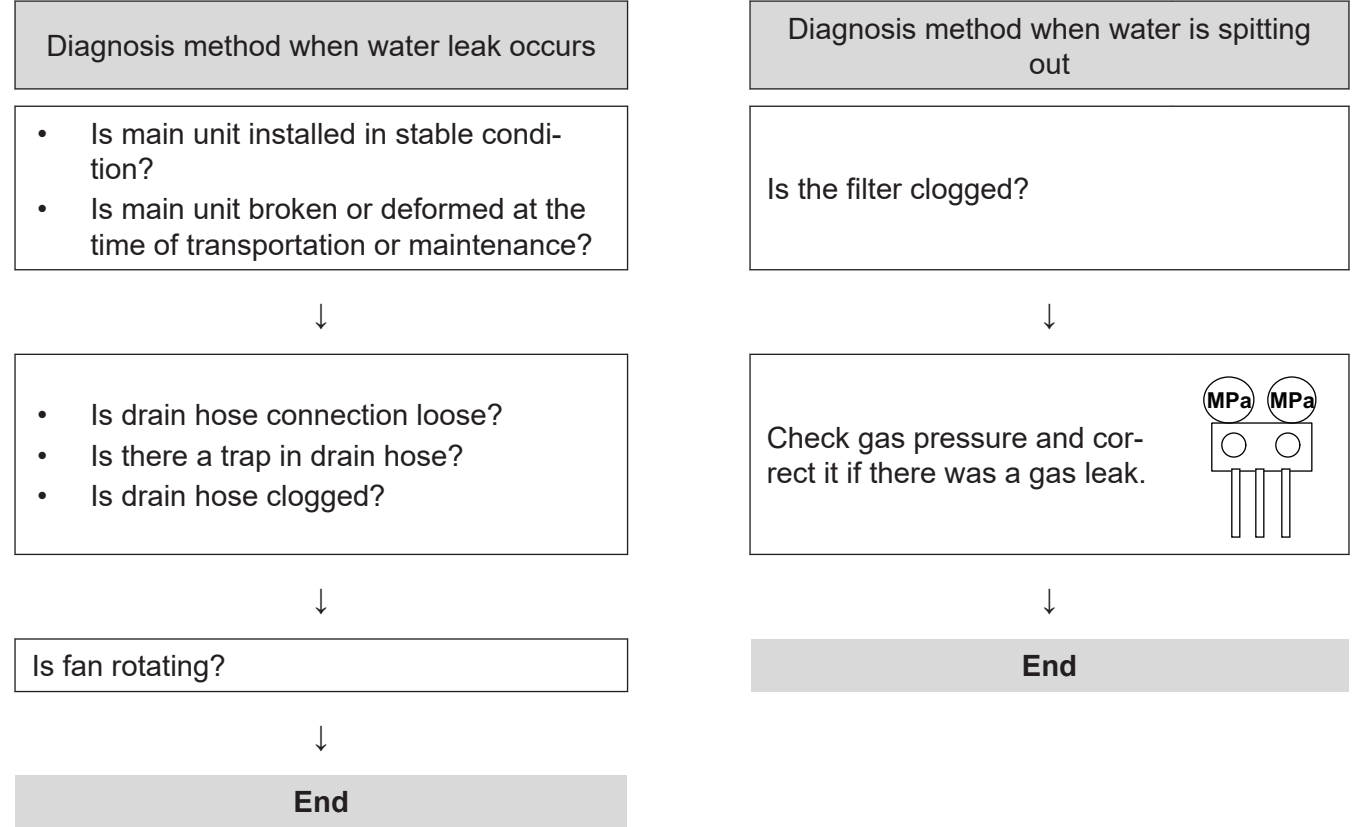 Diagnosis method when water leak occurs
• Is main unit installed in stable condi-
tion?
• Is main unit broken or deformed at the
time of transportation or maintenance?
↓
• Is drain hose connection loose?
• Is there a trap in drain hose?
• Is drain hose clogged?
↓
Is fan rotating?
↓
End
Diagnosis method when water is spitting
out
Is the filter clogged?
↓
Check gas pressure and cor-
rect it if there was a gas leak.
MPa MPa
↓
End